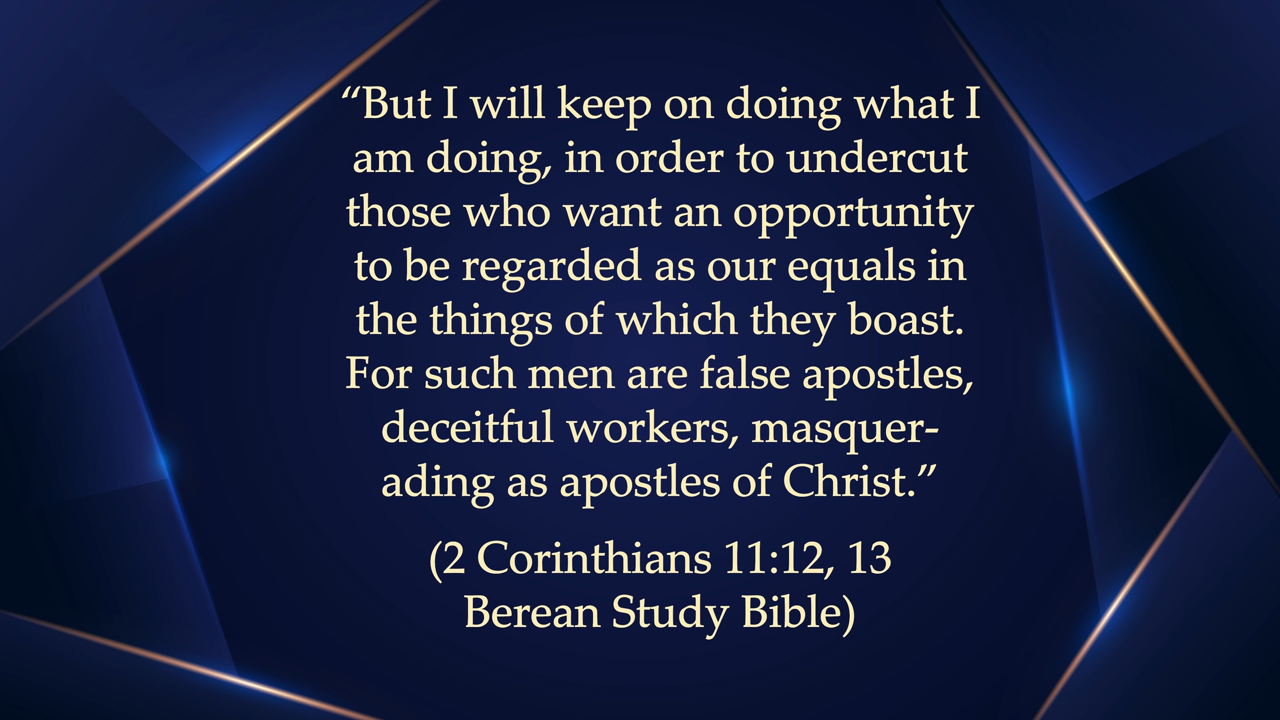 “But I will keep on doing what I
am doing, in order to undercut
those who want an opportunity
to be regarded as our equals in
the things of which they boast.
For such men are false apostles,
deceitful workers, masquer-
ading as apostles of Christ.”
(2 Corinthians 11:12, 13
Berean Study Bible)